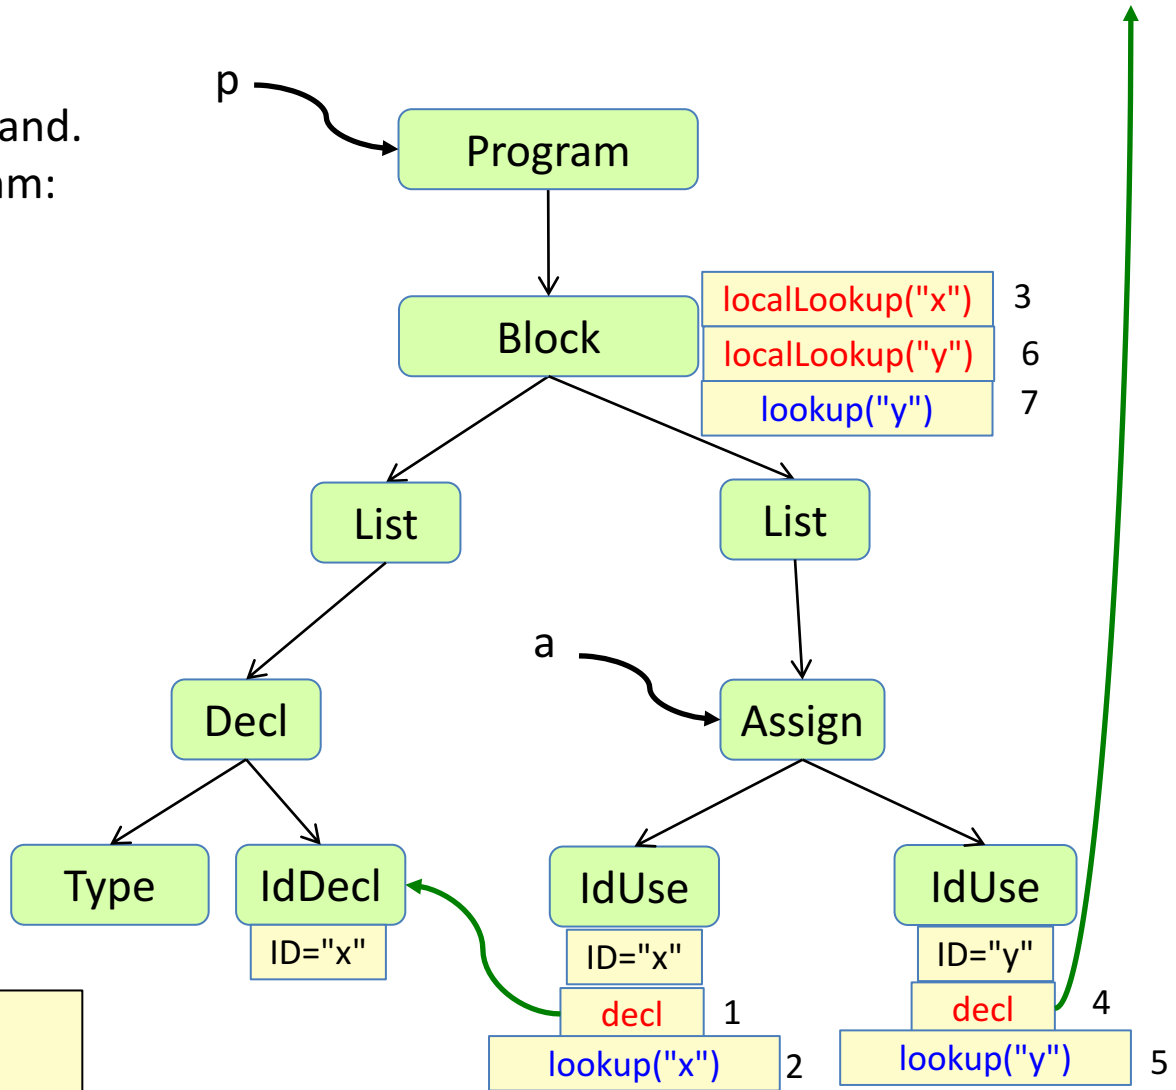 p
and.
am:
Program
Block
localLookup("x") 3
localLookup("y") 6
lookup("y") 7
List
List
a
Decl
Assign
Type
IdDecl
IdUse
IdUse
ID="x"
ID="x"
ID="y"
decl 1
decl 4
lookup("x") 2
lookup("y") 5